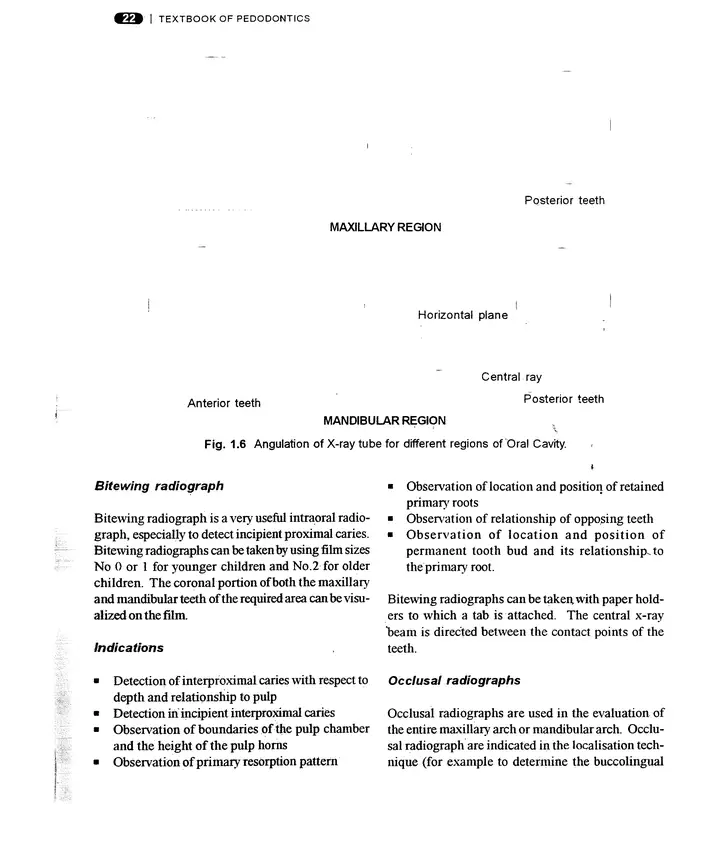 22 | TEXTBOOK OF PEDODONTICS
Posterior teeth
MAXILLARY REGION
Horizontal plane
Central ray
Anterior teeth
Posterior teeth
MANDIBULAR REGION
Fig. 1.6 Angulation of X-ray tube for different regions of Oral Cavity.
Bitewing radiograph
Bitewing radiograph is a very useful intraoral radio-
graph, especially to detect incipient proximal caries.
Bitewing radiographs can be taken by using film sizes
No 0 or 1 for younger children and No.2 for older
children. The coronal portion of both the maxillary
and mandibular teeth of the required area can be visu-
alized on the film.
Indications
■ Detection of interproximal caries with respect to
depth and relationship to pulp
■ Detection in incipient interproximal caries
■ Observation of boundaries of the pulp chamber
and the height of the pulp horns
■ Observation of primary resorption pattern
■ Observation of location and position of retained
primary roots
■ Observation of relationship of opposing teeth
■ Observation of location and position of
permanent tooth bud and its relationship to
the primary root.
Bitewing radiographs can be taken with paper hold-
ers to which a tab is attached. The central x-ray
beam is directed between the contact points of the
teeth.
Occlusal radiographs
Occlusal radiographs are used in the evaluation of
the entire maxillary arch or mandibular arch. Occlu-
sal radiograph are indicated in the localisation tech-
nique (for example to determine the buccolingual